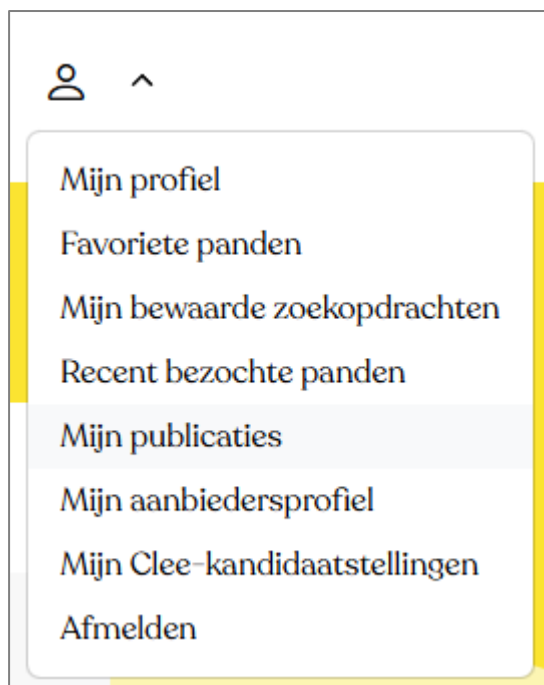 Mijn profiel
Favoriete panden
Mijn bewaarde zoekopdrachten
Recent bezochte panden
Mijn publicaties
Mijn aanbiedersprofiel
Mijn Clee-kandidaatstellingen
Afmelden